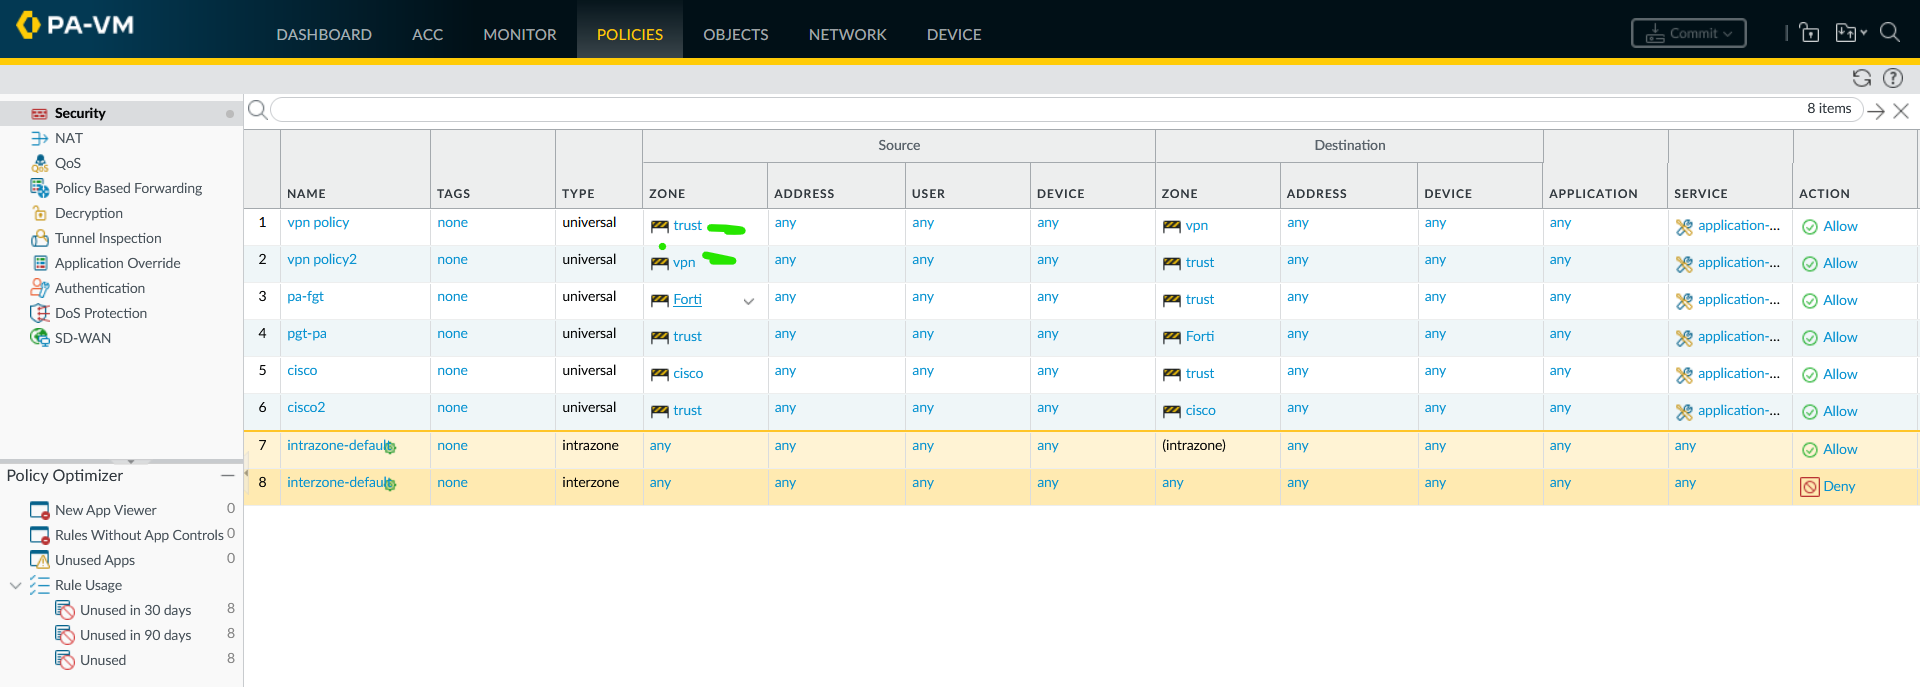 PA-VM
DASHBOARD ACC MONITOR POLICIES OBJECTS NETWORK DEVICE Commit
8 items
Security
NAT
QoS
Policy Based Forwarding
Decryption
Tunnel Inspection
Application Override
Authentication
DoS Protection
SD-WAN
Policy Optimizer
New App Viewer 0
Rules Without App Controls 0
Unused Apps 0
Rule Usage
Unused in 30 days 8
Unused in 90 days 8
Unused 8
Source Destination
NAME TAGS TYPE ZONE ADDRESS USER DEVICE ZONE ADDRESS DEVICE APPLICATION SERVICE ACTION
1 vpn policy none universal trust any any any vpn any any any application-... Allow
2 vpn policy2 none universal vpn any any any trust any any any application-... Allow
3 pa-fgt none universal Forti any any any trust any any any application-... Allow
4 pgt-pa none universal trust any any any Forti any any any application-... Allow
5 cisco none universal cisco any any any trust any any any application-... Allow
6 cisco2 none universal trust any any any cisco any any any application-... Allow
7 intrazone-default none intrazone any any any any (intrazone) any any any any Allow
8 interzone-default none interzone any any any any any any any any any Deny